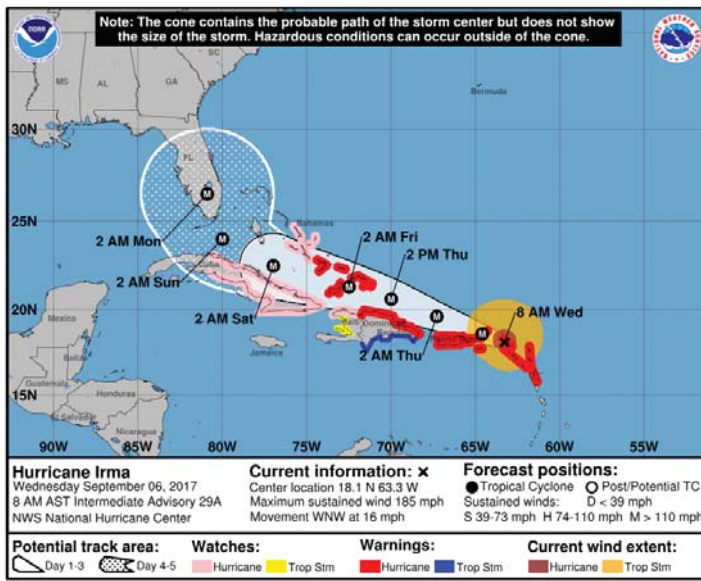 Note: The cone contains the probable path of the storm center but does not show
the size of the storm. Hazardous conditions can occur outside of the cone.
NOAA
NATIONAL WEATHER SERVICE
MS
AL
GA
SC
Bermuda
30N
FL
M
2 AM Mon
25N
Bahamas
M
2 AM Fri
2 AM Sun
Cuba
M
2 PM Thu
M
M
2 AM Sat
8 AM Wed
20N
Mexico
Haiti
Dominican
M
M
Jamaica
2 AM Thu
Belize
Guatemala
Honduras
15N
El Salvador
Nicaragua
90W 85W 80W 75W 70W 65W 60W 55W
Hurricane Irma
Wednesday September 06, 2017
8 AM AST Intermediate Advisory 29A
NWS National Hurricane Center
Current information: x
Center location 18.1 N 63.3 W
Maximum sustained wind 185 mph
Movement WNW at 16 mph
Forecast positions:
Tropical Cyclone Post/Potential TC
Sustained winds: D < 39 mph
S 39-73 mph H 74-110 mph M > 110 mph
Potential track area:
Day 1-3 Day 4-5
Watches:
Hurricane Trop Stm
Warnings:
Hurricane Trop Stm
Current wind extent:
Hurricane Trop Stm